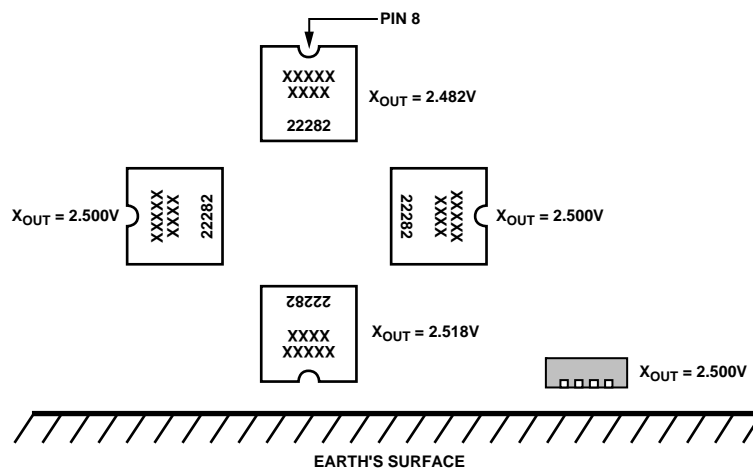 PIN 8
XXXXX
XXXX
22282
X_OUT = 2.482V
X_OUT = 2.500V
XXXXX
XXXX
22282
22282
XXXX
XXXXX
X_OUT = 2.500V
22282
XXXX
XXXXX
X_OUT = 2.518V
X_OUT = 2.500V
EARTH'S SURFACE